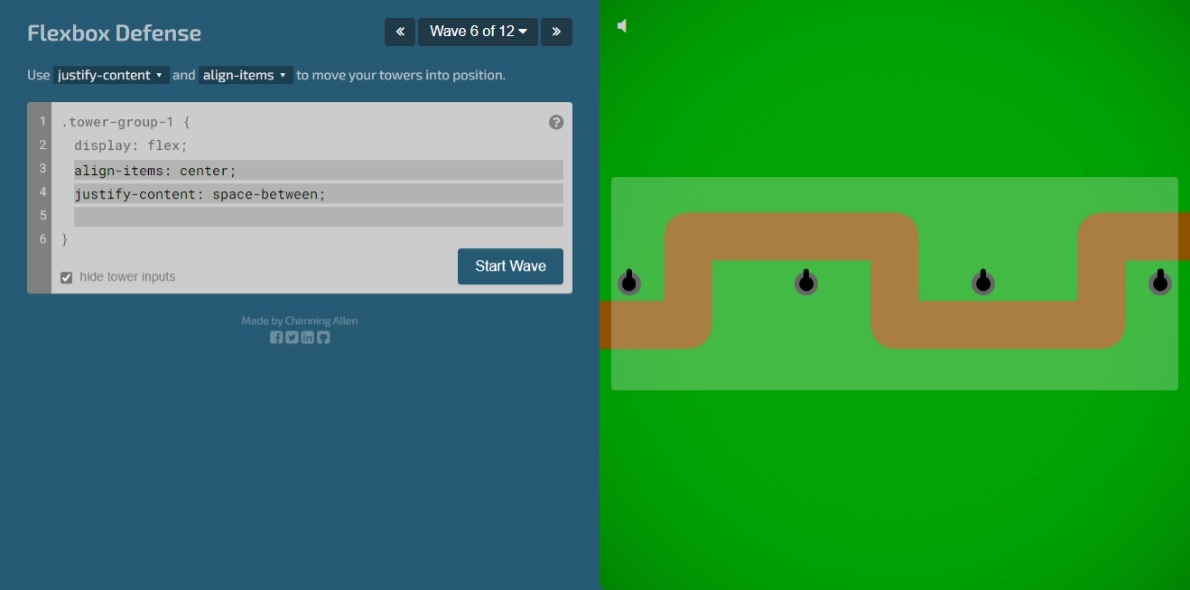 Flexbox Defense
« Wave 6 of 12 »
Use justify-content and align-items to move your towers into position.
1 .tower-group-1 {
2 display: flex;
3 align-items: center;
4 justify-content: space-between;
5
6 }
hide tower inputs
Start Wave
Made by Channing Allen